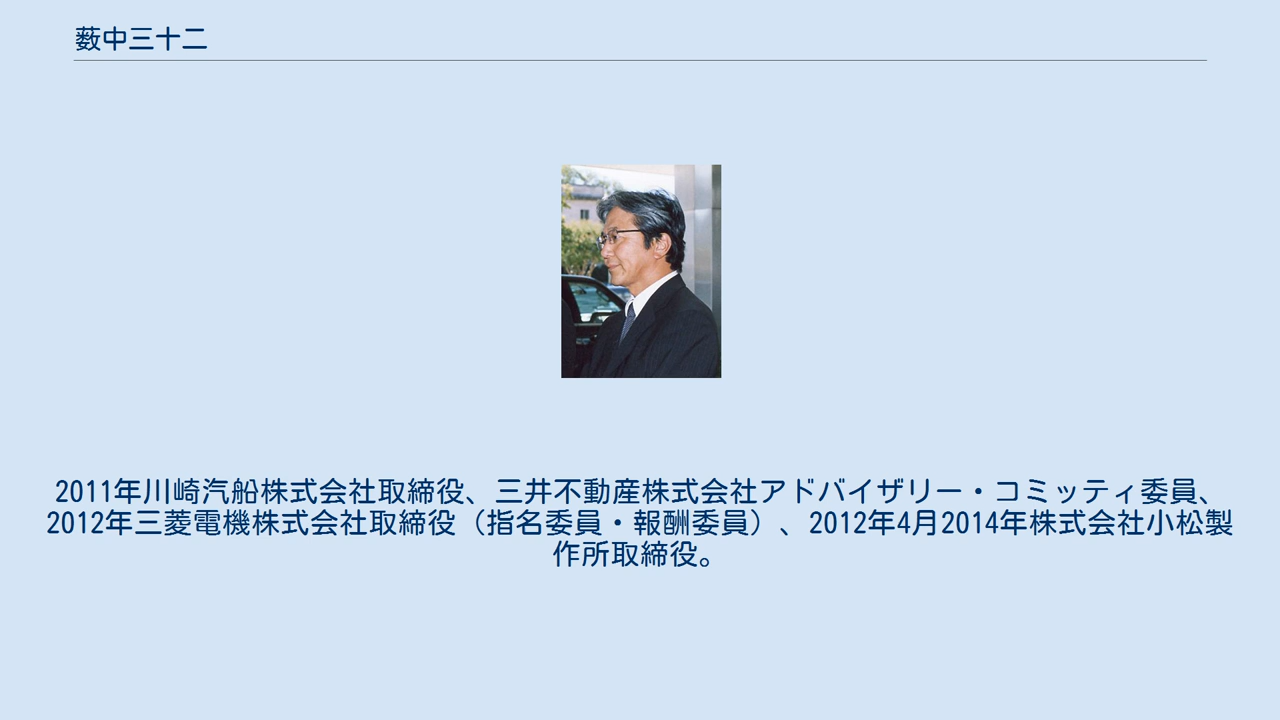 薮中三十二
2011年川崎汽船株式会社取締役、三井不動産株式会社アドバイザリー・コミッティ委員、
2012年三菱電機株式会社取締役（指名委員・報酬委員）、2012年4月2014年株式会社小松製
作所取締役。